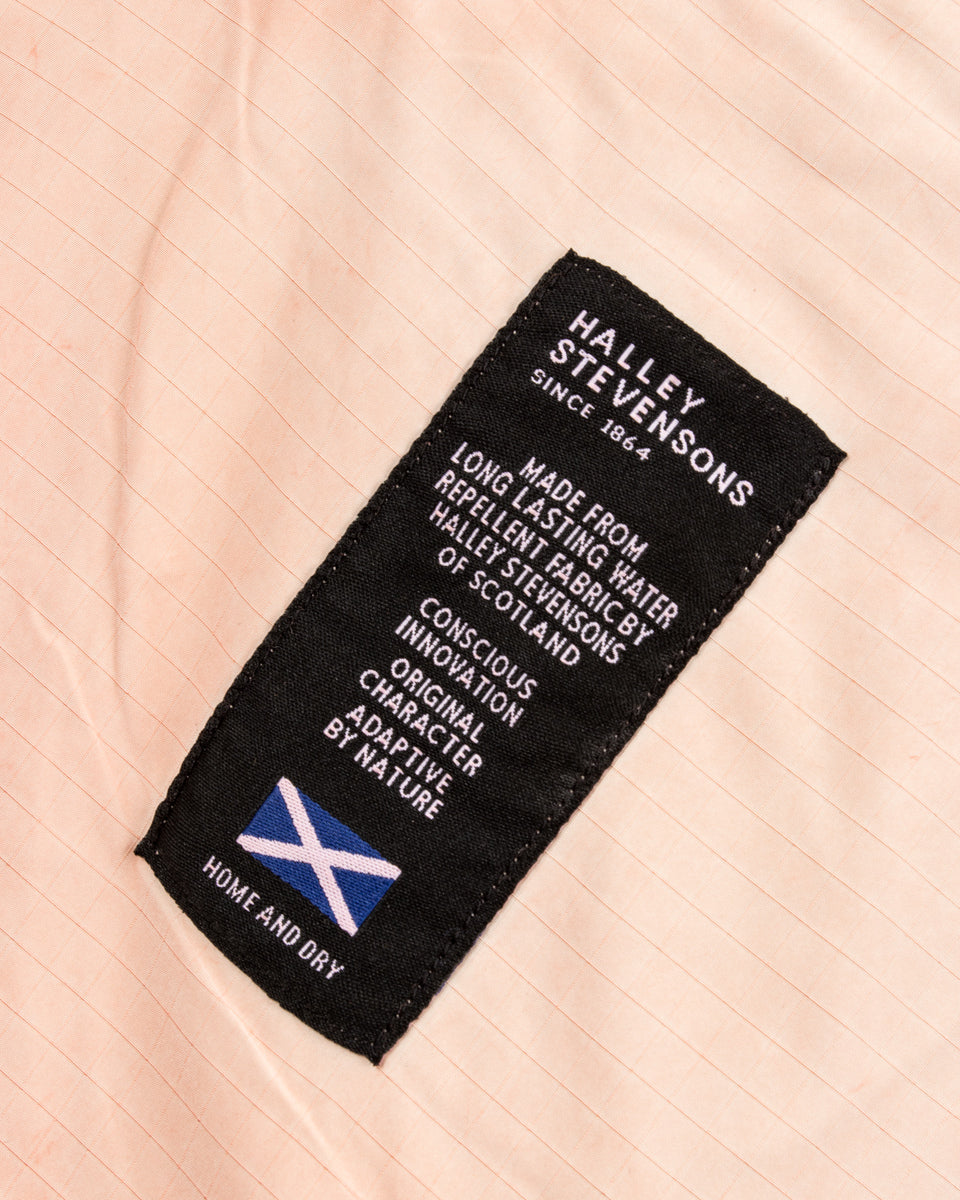 HALLEY
STEVENSONS
SINCE 1864
MADE FROM
LONG LASTING WATER
REPELLENT FABRIC BY
HALLEY STEVENSONS
OF SCOTLAND
CONSCIOUS
INNOVATION
ORIGINAL
CHARACTER
ADAPTIVE
BY NATURE
HOME AND DRY